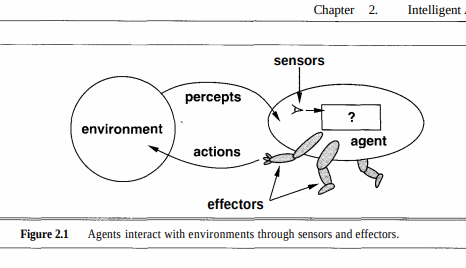 Chapter 2. Intelligent
sensors
percepts
?
environment
agent
actions
effectors
Figure 2.1 Agents interact with environments through sensors and effectors.